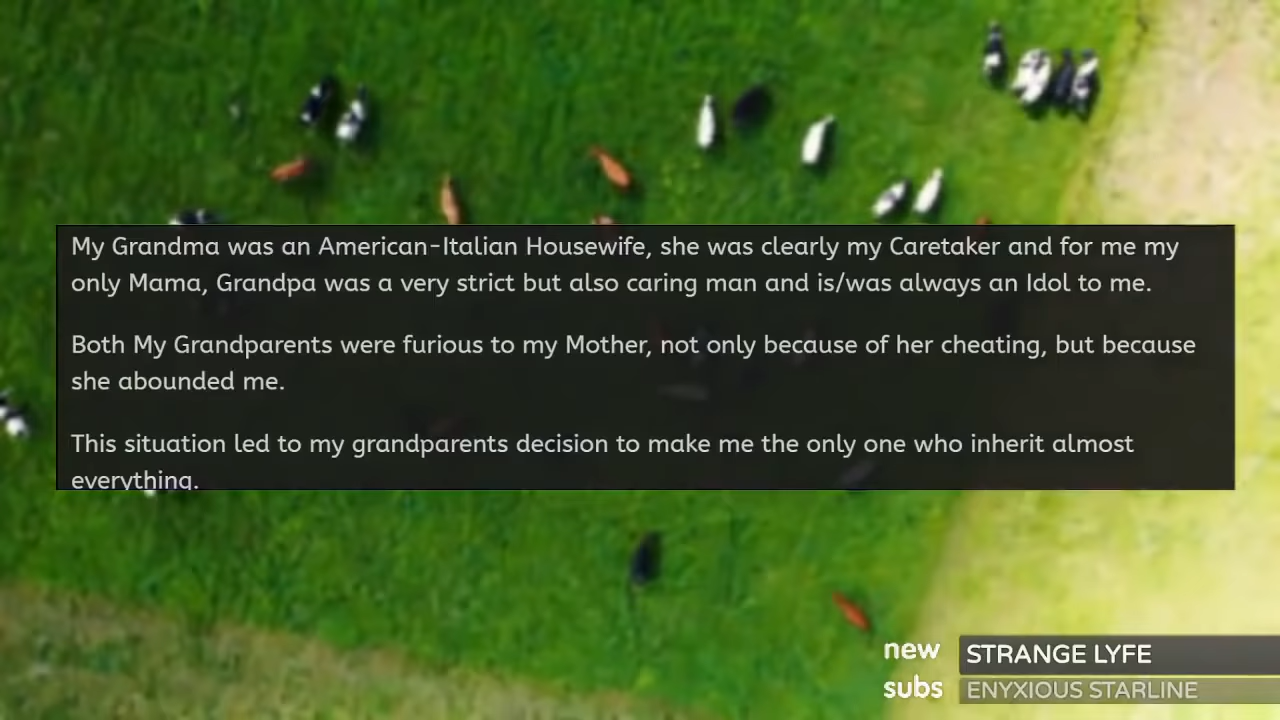 My Grandma was an American-Italian Housewife, she was clearly my Caretaker and for me my
only Mama, Grandpa was a very strict but also caring man and is/was always an Idol to me.
Both My Grandparents were furious to my Mother, not only because of her cheating, but because
she abounded me.
This situation led to my grandparents decision to make me the only one who inherit almost
everything.
new STRANGE LYFE
subs ENYXIOUS STARLINE